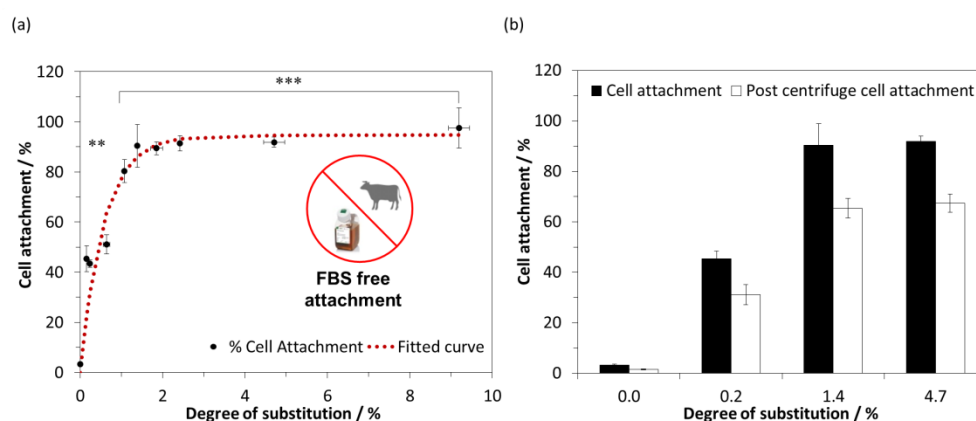 (a)
120
100
80
60
40
20
0
Cell attachment / %
**
***
FBS free
attachment
% Cell Attachment
Fitted curve
0 2 4 6 8 10
Degree of substitution / %
(b)
120
100
80
60
40
20
0
Cell attachment / %
Cell attachment
Post centrifuge cell attachment
0.0 0.2 1.4 4.7
Degree of substitution / %